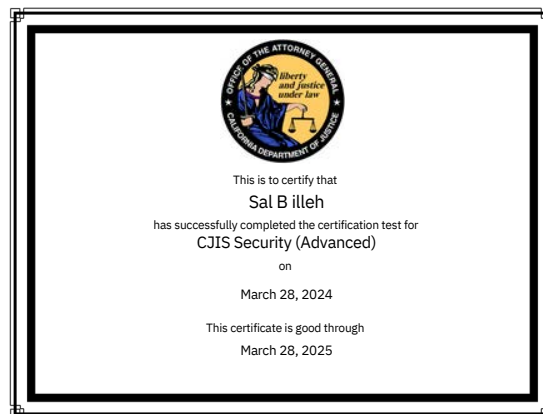 OFFICE OF THE ATTORNEY GENERAL
liberty
and justice
under law
CALIFORNIA DEPARTMENT OF JUSTICE
This is to certify that
Sal B illeh
has successfully completed the certification test for
CJIS Security (Advanced)
on
March 28, 2024
This certificate is good through
March 28, 2025